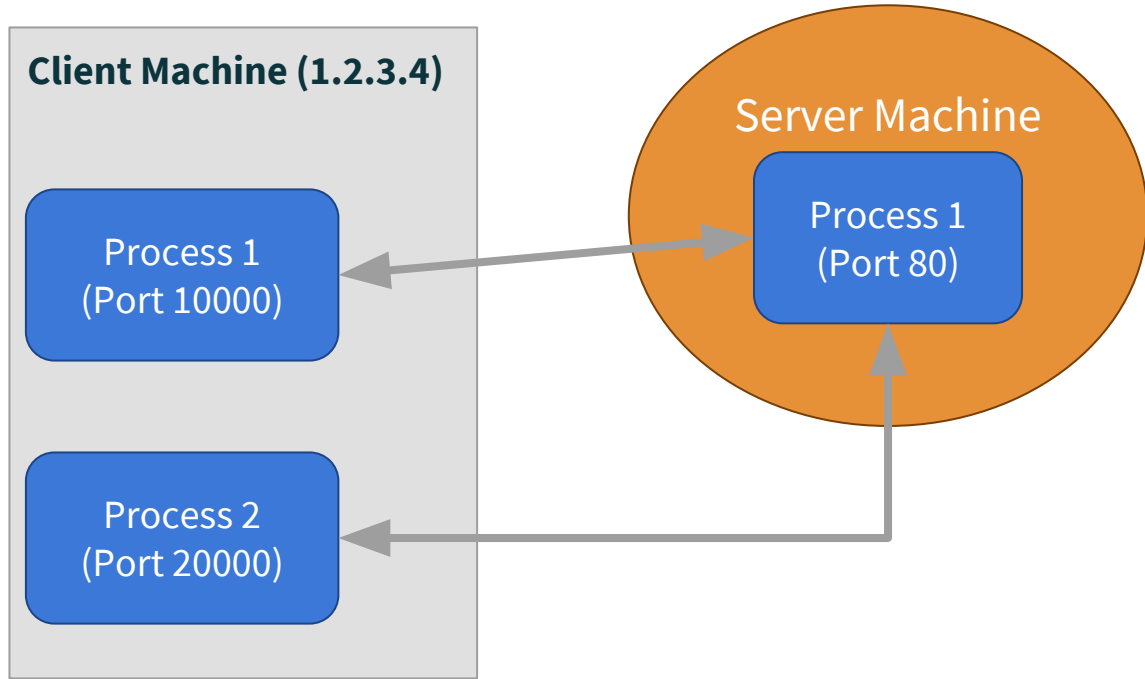 Client Machine (1.2.3.4)
Process 1
(Port 10000)
Process 2
(Port 20000)
Server Machine
Process 1
(Port 80)